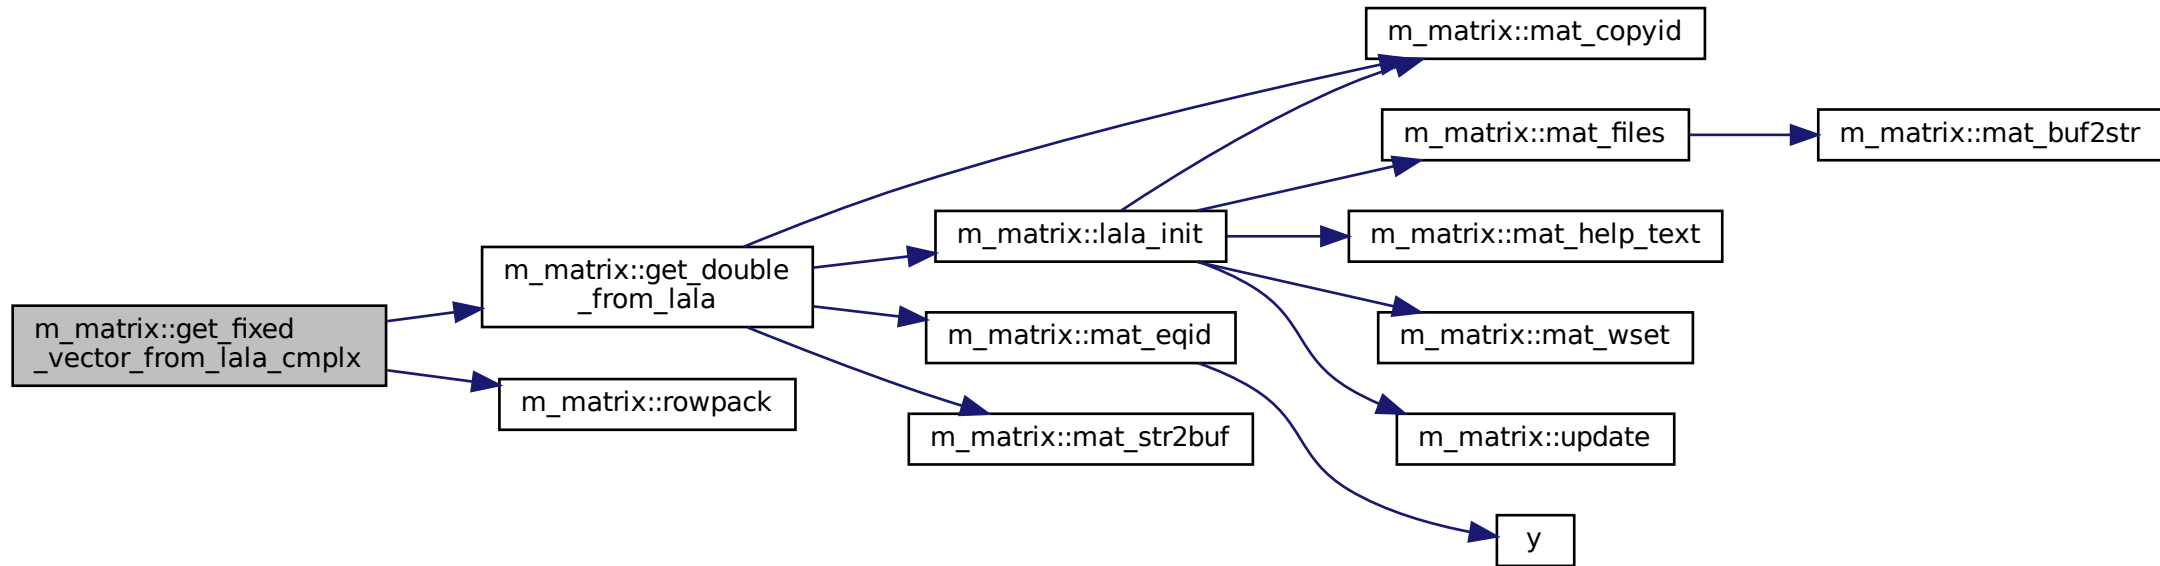 m_matrix::get_fixed
_vector_from_lala_cmplx
m_matrix::get_double
_from_lala
m_matrix::rowpack
m_matrix::lala_init
m_matrix::mat_eqid
m_matrix::mat_str2buf
m_matrix::mat_copyid
m_matrix::mat_files
m_matrix::mat_help_text
m_matrix::mat_wset
m_matrix::update
y
m_matrix::mat_buf2str